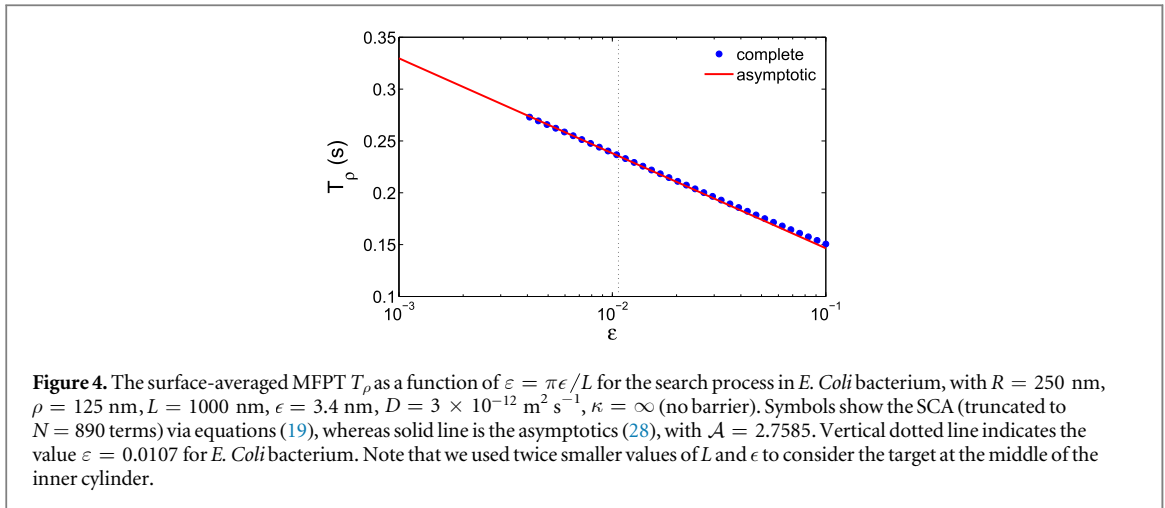 0.35
0.3
0.25
0.2
0.15
0.1
T_ρ (s)
complete
asymptotic
10⁻³
10⁻²
10⁻¹
ε
Figure 4. The surface-averaged MFPT T_ρ as a function of ε = πϵ/L for the search process in E. Coli bacterium, with R = 250 nm,
ρ = 125 nm, L = 1000 nm, ϵ = 3.4 nm, D = 3 × 10⁻¹² m² s⁻¹, κ = ∞ (no barrier). Symbols show the SCA (truncated to
N = 890 terms) via equations (19), whereas solid line is the asymptotics (28), with 𝒜 = 2.7585. Vertical dotted line indicates the
value ε = 0.0107 for E. Coli bacterium. Note that we used twice smaller values of L and ϵ to consider the target at the middle of the
inner cylinder.